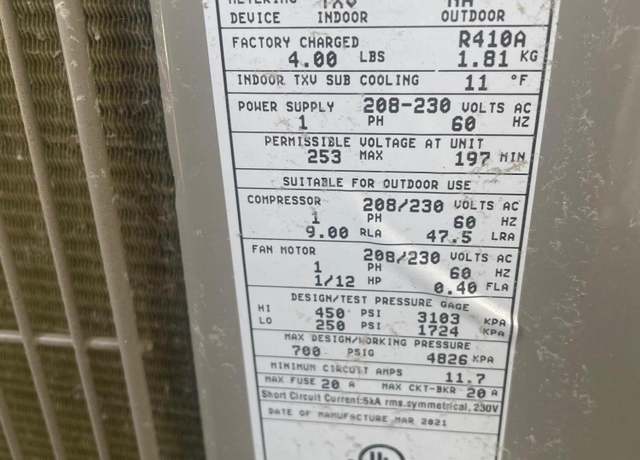 METERING TXV NA
DEVICE INDOOR OUTDOOR
FACTORY CHARGED R410A
4.00 LBS 1.81 KG
INDOOR TXV SUB COOLING 11 °F
POWER SUPPLY 208-230 VOLTS AC
1 PH 60 HZ
PERMISSIBLE VOLTAGE AT UNIT
253 MAX 197 MIN
SUITABLE FOR OUTDOOR USE
COMPRESSOR 208/230 VOLTS AC
1 PH 60 HZ
9.00 RLA 47.5 LRA
FAN MOTOR 208/230 VOLTS AC
1 PH 60 HZ
1/12 HP 0.40 FLA
DESIGN/TEST PRESSURE GAGE
HI 450 PSI 3103 KPA
LO 250 PSI 1724 KPA
MAX DESIGN/WORKING PRESSURE
700 PSIG 4826 KPA
MINIMUM CIRCUIT AMPS 11.7
MAX FUSE 20 A MAX CKT-BKR 20 A
Short Circuit Current:5kA rms.symmetrical, 230V
DATE OF MANUFACTURE MAR 2021
UL